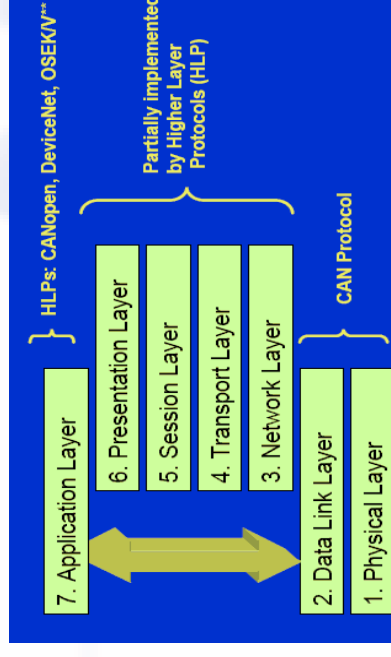 7. Application Layer
HLPs: CANopen, DeviceNet, OSEK/V**
6. Presentation Layer
5. Session Layer
4. Transport Layer
3. Network Layer
Partially implemented
by Higher Layer
Protocols (HLP)
2. Data Link Layer
1. Physical Layer
CAN Protocol